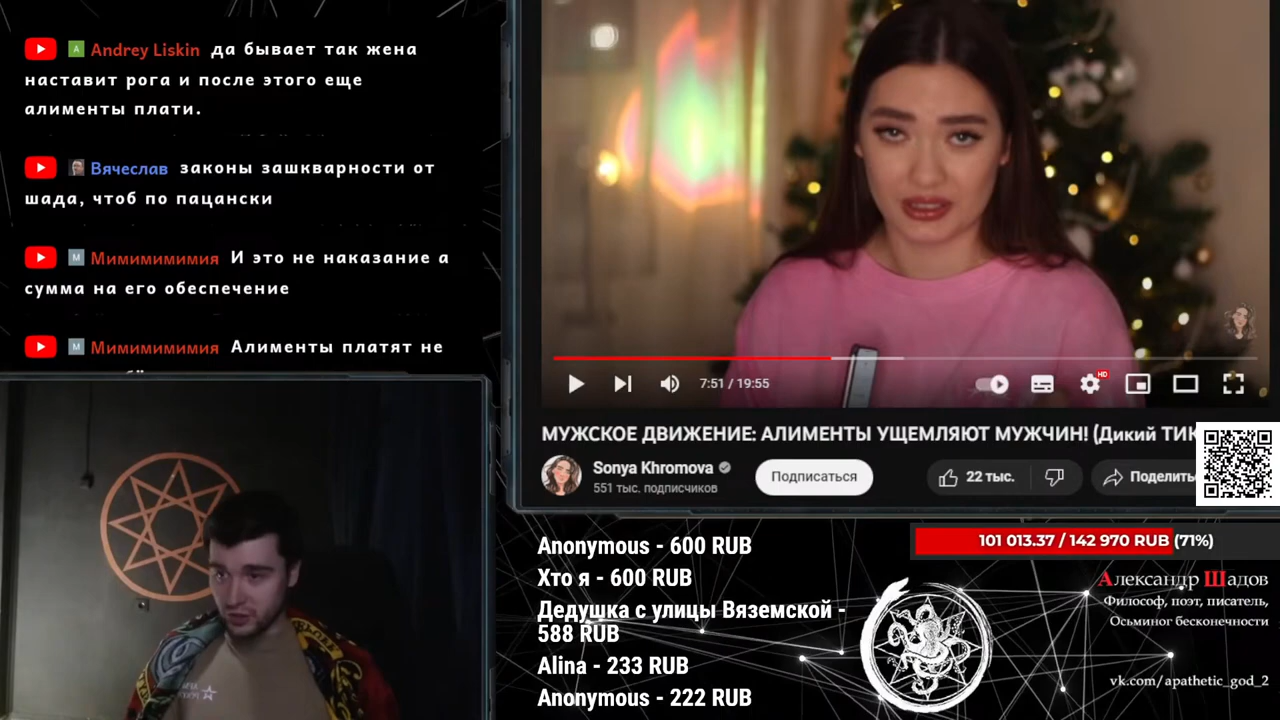 Andrey Liskin да бывает так жена
наставит рога и после этого еще
алименты плати.
Вячеслав законы зашкварности от
шада, чтоб по пацански
Мимимимимия И это не наказание а
сумма на его обеспечение
Мимимимимия Алименты платят не
7:51 / 19:55
HD
МУЖСКОЕ ДВИЖЕНИЕ: АЛИМЕНТЫ УЩЕМЛЯЮТ МУЖЧИН! (Дикий ТИК
Sonya Khromova
551 тыс. подписчиков
Подписаться
22 тыс.
Поделить
Anonymous - 600 RUB
Хто я - 600 RUB
Дедушка с улицы Вяземской -
588 RUB
Alina - 233 RUB
Anonymous - 222 RUB
101 013.37 / 142 970 RUB (71%)
Александр Шадов
Философ, поэт, писатель,
Осьминог бесконечности
vk.com/apathetic_god_2